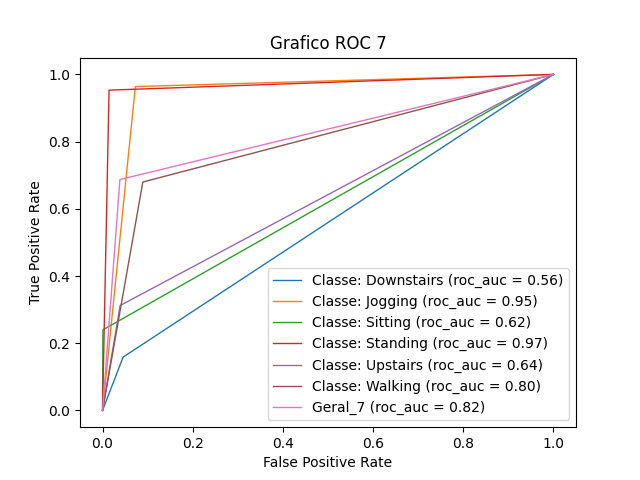 Grafico ROC 7
True Positive Rate
1.0
0.8
0.6
0.4
0.2
0.0
Classe: Downstairs (roc_auc = 0.56)
Classe: Jogging (roc_auc = 0.95)
Classe: Sitting (roc_auc = 0.62)
Classe: Standing (roc_auc = 0.97)
Classe: Upstairs (roc_auc = 0.64)
Classe: Walking (roc_auc = 0.80)
Geral_7 (roc_auc = 0.82)
0.0 0.2 0.4 0.6 0.8 1.0
False Positive Rate